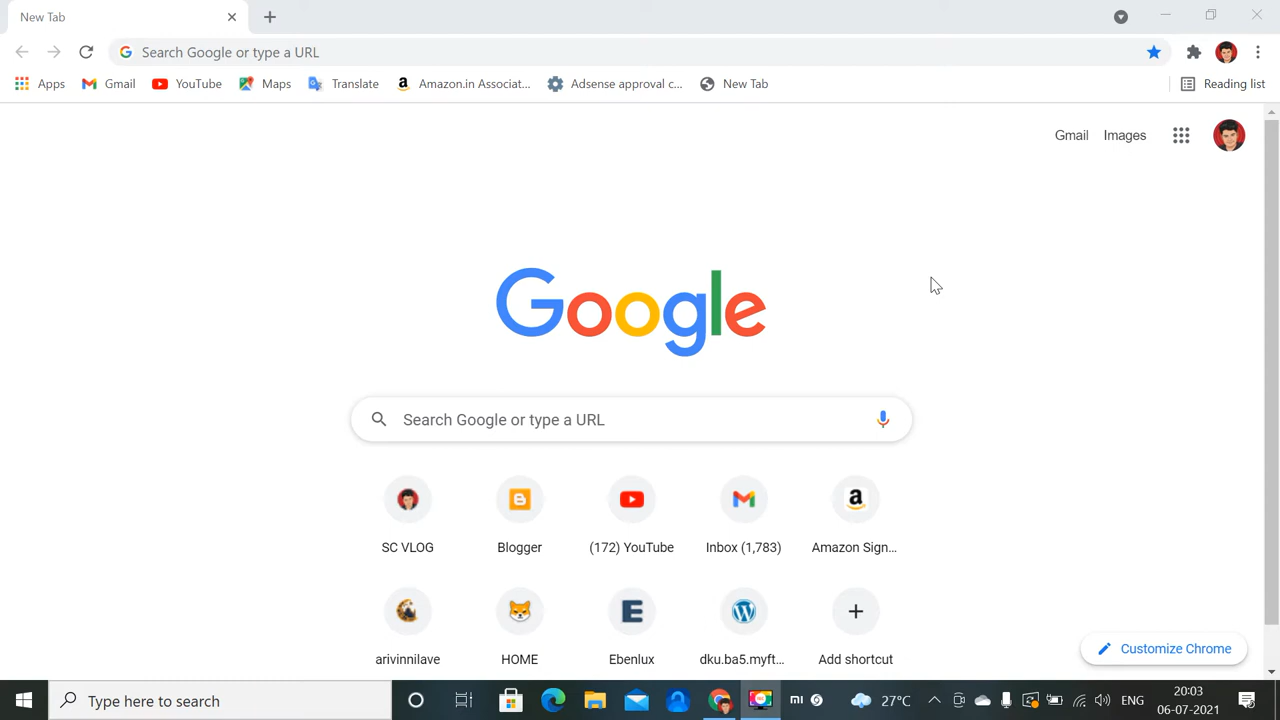 New Tab
Search Google or type a URL
Apps Gmail YouTube Maps Translate Amazon.in Associat... Adsense approval c... New Tab Reading list
Gmail Images
Google
Search Google or type a URL
SC VLOG Blogger (172) YouTube Inbox (1,783) Amazon Sign...
arivinnilave HOME Ebenlux dku.ba5.myft... Add shortcut
Customize Chrome
Type here to search 27°C ENG 20:03
06-07-2021